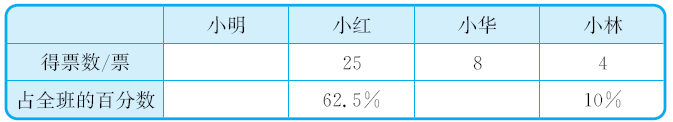 小明 小红 小华 小林
得票数/票 25 8 4
占全班的百分数 62.5% 10%